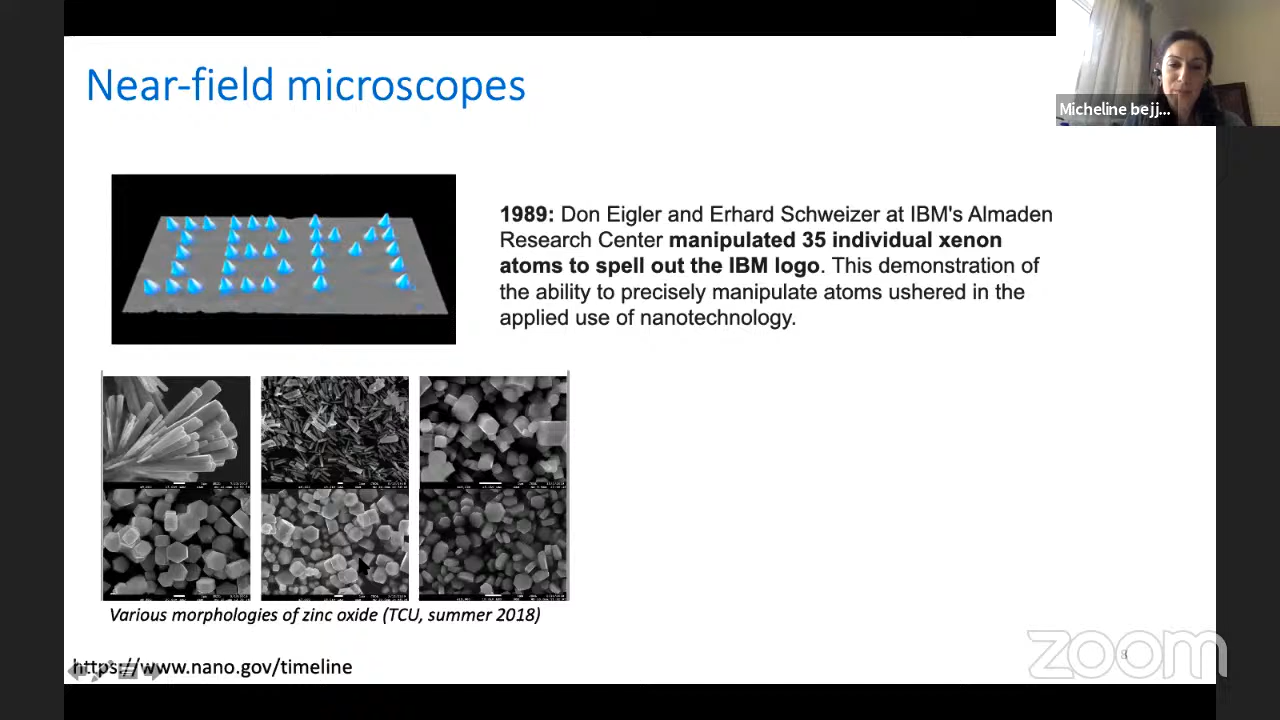 Near-field microscopes
Micheline bejj...
1989: Don Eigler and Erhard Schweizer at IBM's Almaden
Research Center manipulated 35 individual xenon
atoms to spell out the IBM logo. This demonstration of
the ability to precisely manipulate atoms ushered in the
applied use of nanotechnology.
IBM
Various morphologies of zinc oxide (TCU, summer 2018)
https://www.nano.gov/timeline
8
zoom